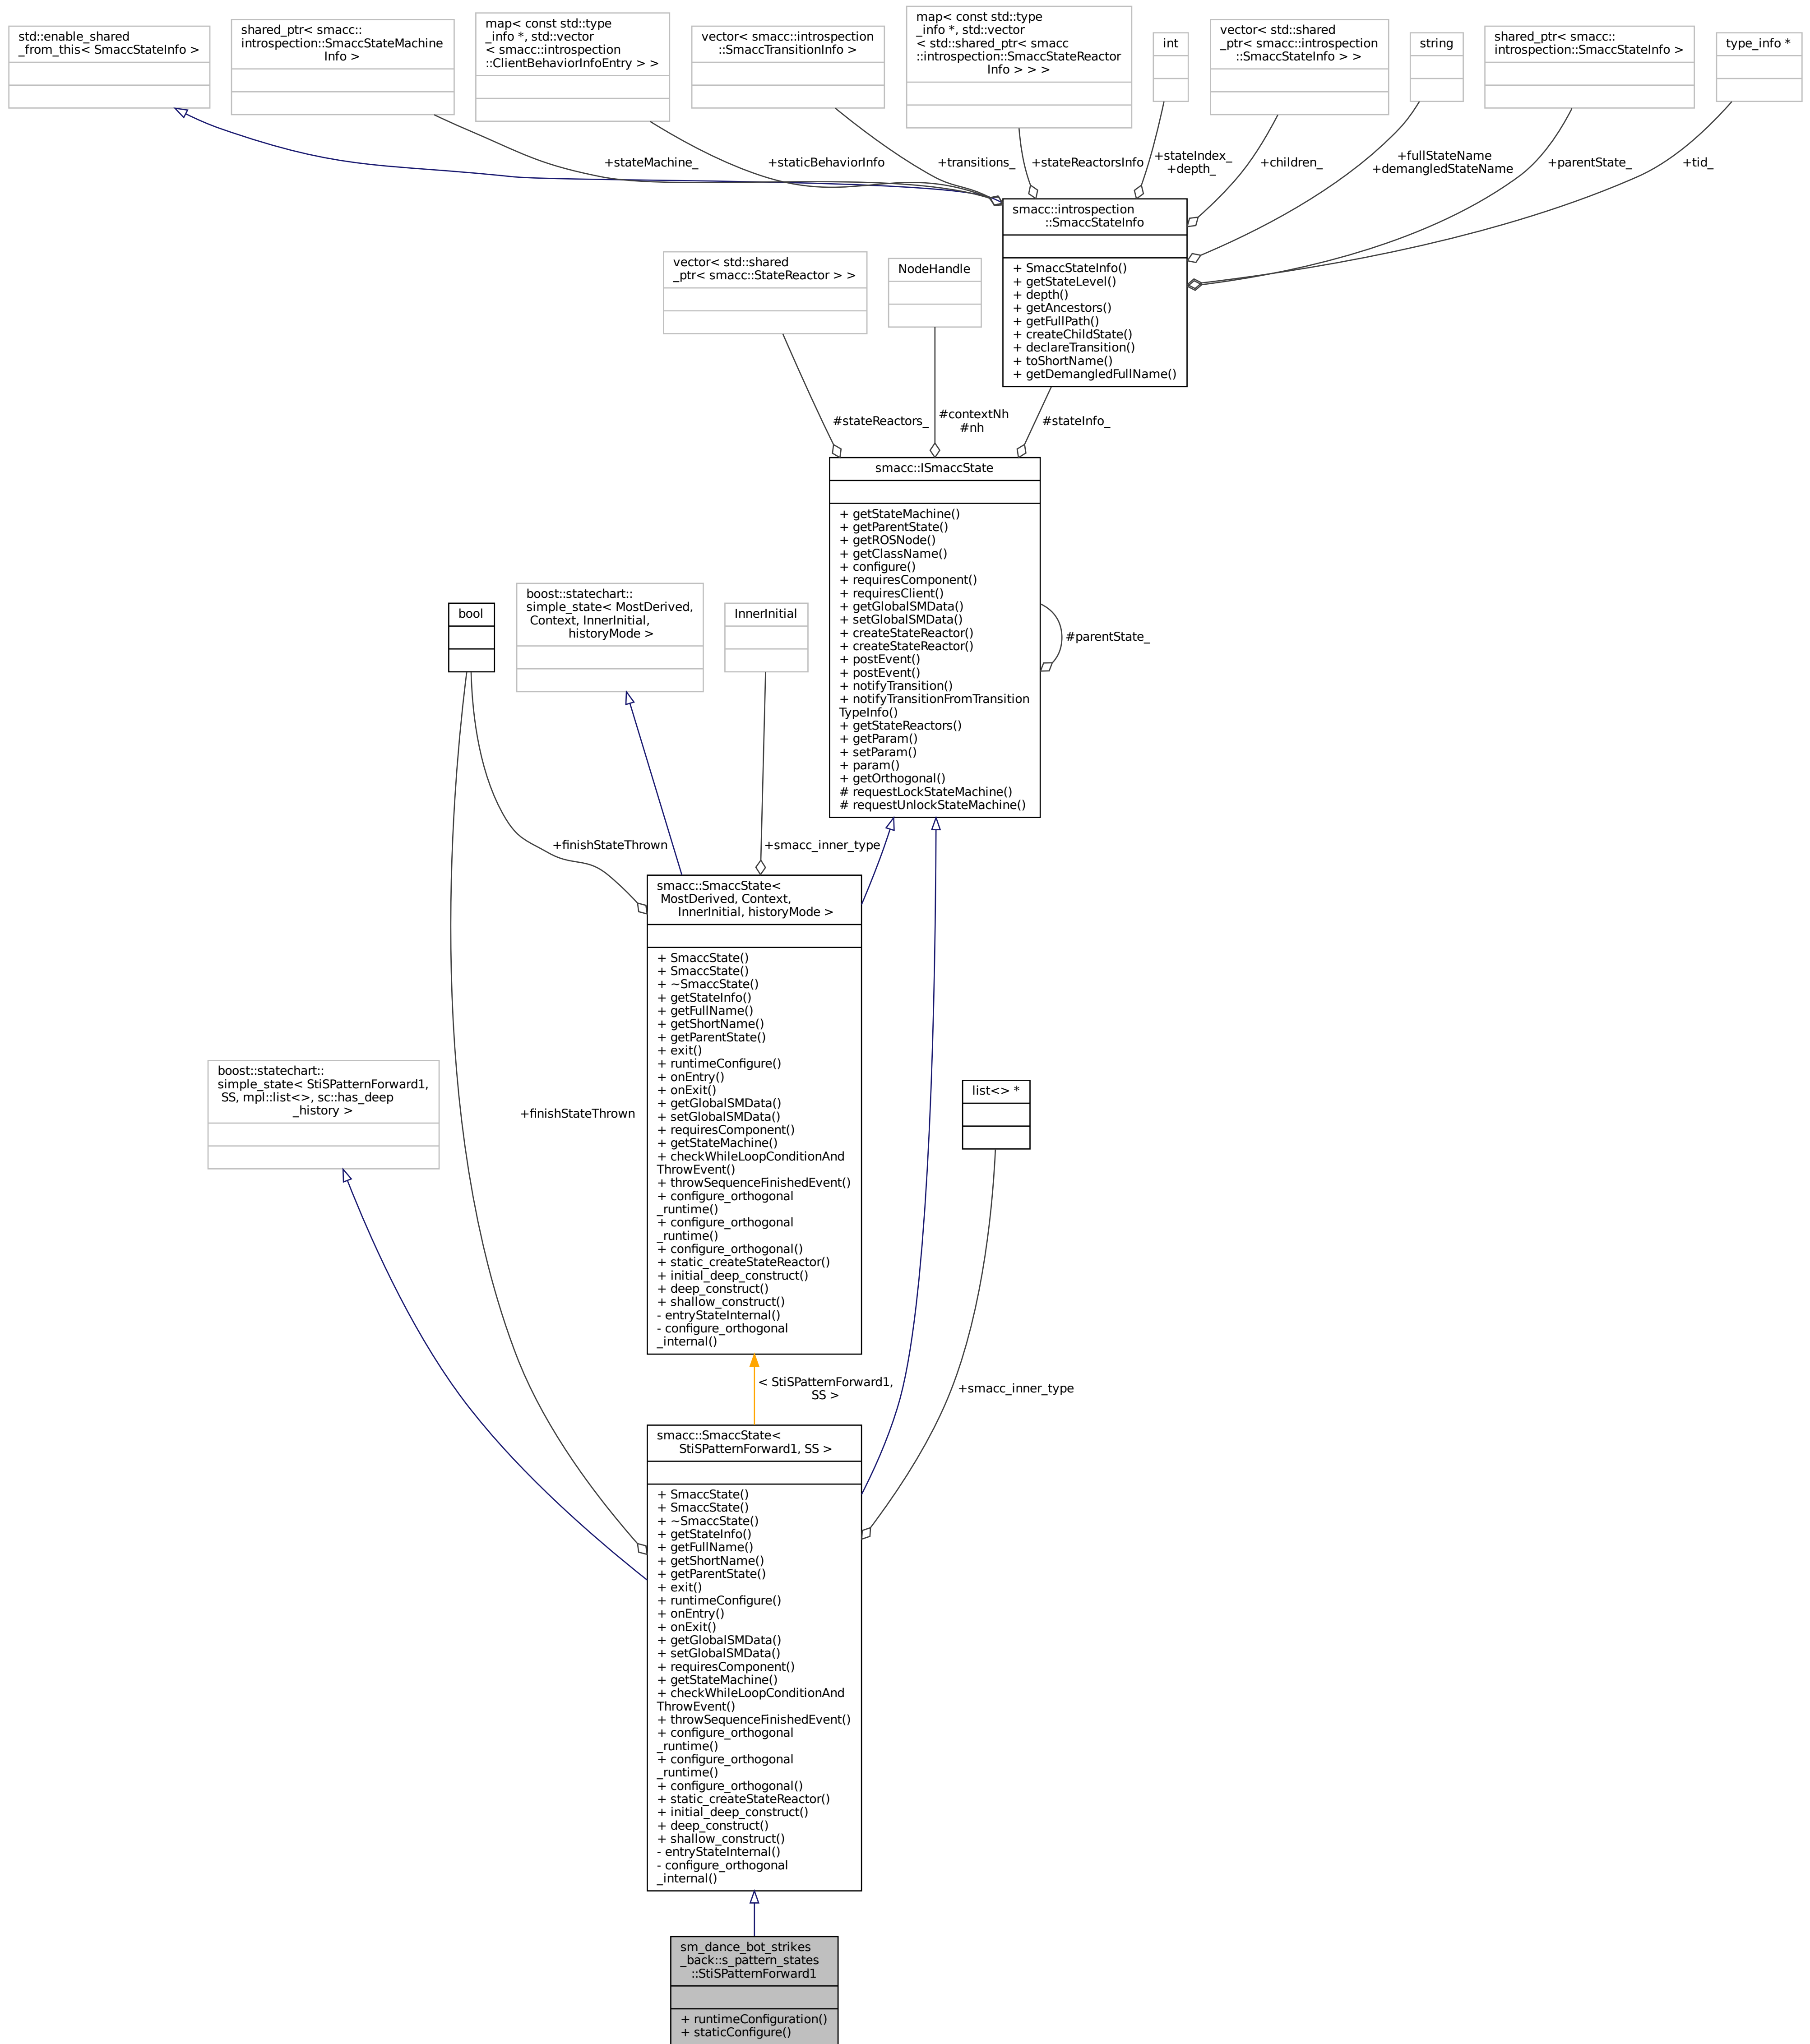 std::enable_shared
_from_this< SmaccStateInfo >
shared_ptr< smacc::
introspection::SmaccStateMachine
Info >
map< const std::type
_info *, std::vector
< smacc::introspection
::ClientBehaviorInfoEntry > >
vector< smacc::introspection
::SmaccTransitionInfo >
map< const std::type
_info *, std::vector
< std::shared_ptr< smacc
::introspection::SmaccStateReactor
Info > > >
int
vector< std::shared
_ptr< smacc::introspection
::SmaccStateInfo > >
string
shared_ptr< smacc::
introspection::SmaccStateInfo >
type_info *
+stateMachine_
+staticBehaviorInfo
+transitions_
+stateReactorsInfo
+stateIndex_
+depth_
+children_
+fullStateName
+demangledStateName
+parentState_
+tid_
smacc::introspection
::SmaccStateInfo
+ SmaccStateInfo()
+ getStateLevel()
+ depth()
+ getAncestors()
+ getFullPath()
+ createChildState()
+ declareTransition()
+ toShortName()
+ getDemangledFullName()
vector< std::shared
_ptr< smacc::StateReactor > >
NodeHandle
#stateReactors_
#contextNh
#nh
#stateInfo_
smacc::ISmaccState
+ getStateMachine()
+ getParentState()
+ getROSNode()
+ getClassName()
+ configure()
+ requiresComponent()
+ requiresClient()
+ getGlobalSMData()
+ setGlobalSMData()
+ createStateReactor()
+ createStateReactor()
+ postEvent()
+ postEvent()
+ notifyTransition()
+ notifyTransitionFromTransition
TypeInfo()
+ getStateReactors()
+ getParam()
+ setParam()
+ param()
+ getOrthogonal()
# requestLockStateMachine()
# requestUnlockStateMachine()
#parentState_
bool
boost::statechart::
simple_state< MostDerived,
Context, InnerInitial,
historyMode >
InnerInitial
+finishStateThrown
+smacc_inner_type
smacc::SmaccState<
MostDerived, Context,
InnerInitial, historyMode >
+ SmaccState()
+ SmaccState()
+ ~SmaccState()
+ getStateInfo()
+ getFullName()
+ getShortName()
+ getParentState()
+ exit()
+ runtimeConfigure()
+ onEntry()
+ onExit()
+ getGlobalSMData()
+ setGlobalSMData()
+ requiresComponent()
+ getStateMachine()
+ checkWhileLoopConditionAnd
ThrowEvent()
+ throwSequenceFinishedEvent()
+ configure_orthogonal
_runtime()
+ configure_orthogonal
_runtime()
+ configure_orthogonal()
+ static_createStateReactor()
+ initial_deep_construct()
+ deep_construct()
+ shallow_construct()
- entryStateInternal()
- configure_orthogonal
_internal()
boost::statechart::
simple_state< StiSPatternForward1,
SS, mpl::list<>, sc::has_deep
_history >
+finishStateThrown
list<> *
< StiSPatternForward1,
SS >
+smacc_inner_type
smacc::SmaccState<
StiSPatternForward1, SS >
+ SmaccState()
+ SmaccState()
+ ~SmaccState()
+ getStateInfo()
+ getFullName()
+ getShortName()
+ getParentState()
+ exit()
+ runtimeConfigure()
+ onEntry()
+ onExit()
+ getGlobalSMData()
+ setGlobalSMData()
+ requiresComponent()
+ getStateMachine()
+ checkWhileLoopConditionAnd
ThrowEvent()
+ throwSequenceFinishedEvent()
+ configure_orthogonal
_runtime()
+ configure_orthogonal
_runtime()
+ configure_orthogonal()
+ static_createStateReactor()
+ initial_deep_construct()
+ deep_construct()
+ shallow_construct()
- entryStateInternal()
- configure_orthogonal
_internal()
sm_dance_bot_strikes
_back::s_pattern_states
::StiSPatternForward1
+ runtimeConfiguration()
+ staticConfigure()